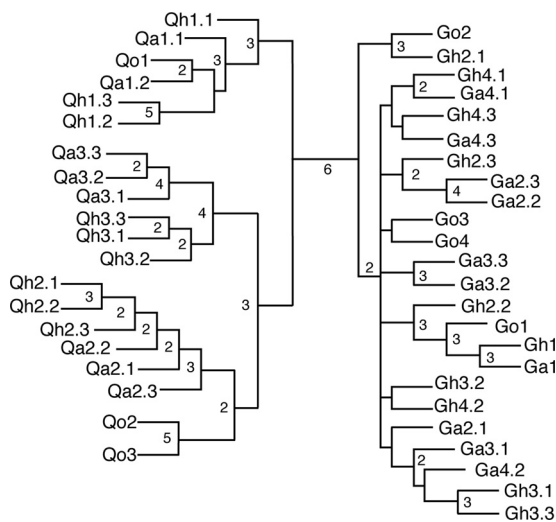 Qh1.1
Qa1.1
3
Qo1
3
2
Qa1.2
Qh1.3
5
Qh1.2
Qa3.3
2
Qa3.2
4
Qa3.1
4
Qh3.3
2
Qh3.1
2
Qh3.2
3
Qh2.1
3
Qh2.2
2
Qh2.3
2
Qa2.2
2
Qa2.1
3
Qa2.3
2
Qo2
5
Qo3
6
Go2
3
Gh2.1
Gh4.1
2
Ga4.1
Gh4.3
Ga4.3
Gh2.3
2
Ga2.3
4
Ga2.2
Go3
Go4
2
Ga3.3
3
Ga3.2
Gh2.2
3
Go1
3
Gh1
3
Ga1
Gh3.2
Gh4.2
Ga2.1
Ga3.1
2
Ga4.2
Gh3.1
3
Gh3.3